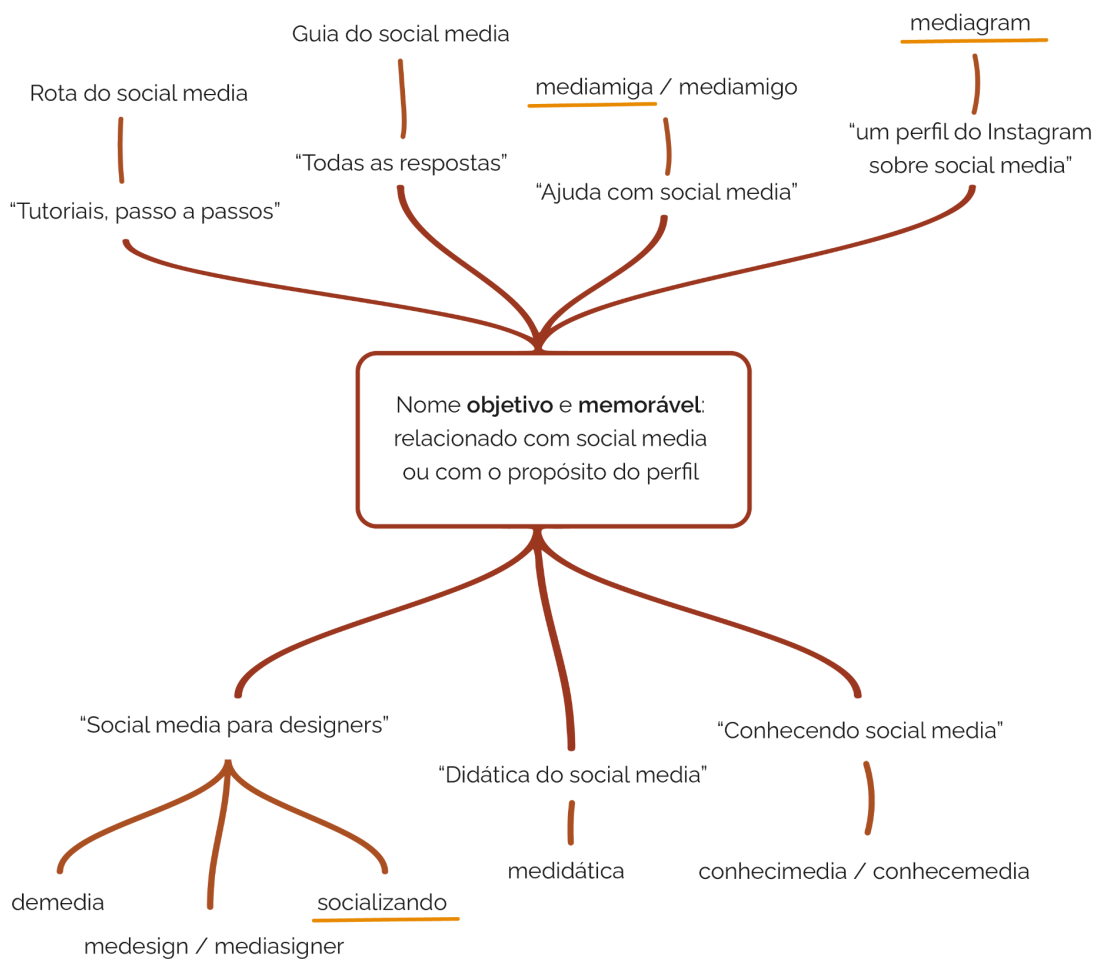 mediagram
Guia do social media
mediamiga / mediamigo
Rota do social media
“um perfil do Instagram
sobre social media”
“Todas as respostas”
“Ajuda com social media”
“Tutoriais, passo a passos”
Nome objetivo e memorável:
relacionado com social media
ou com o propósito do perfil
“Social media para designers”
“Conhecendo social media”
“Didática do social media”
medidática
conhecimedia / conhecemedia
demedia
socializando
medesign / mediasigner